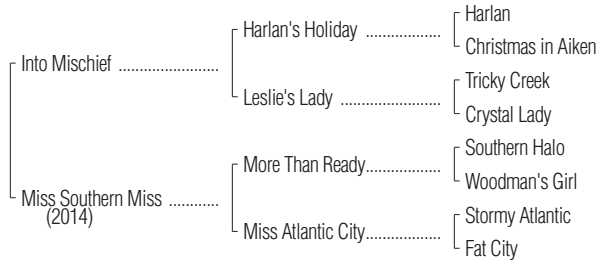 Harlan
Harlan's Holiday ..................
Christmas in Aiken
Into Mischief ........................
Tricky Creek
Leslie's Lady ........................
Crystal Lady
Southern Halo
More Than Ready..................
Woodman's Girl
Miss Southern Miss ............
(2014)
Stormy Atlantic
Miss Atlantic City..................
Fat City